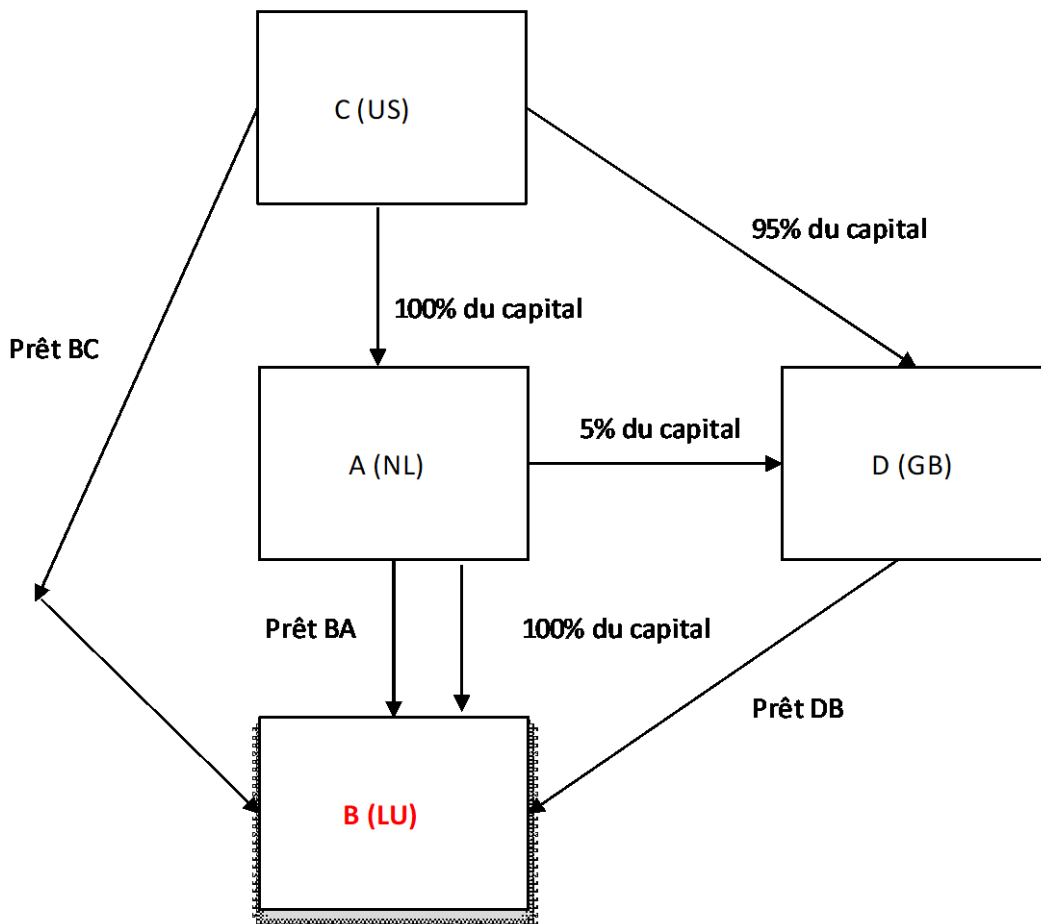 C (US)
95% du capital
100% du capital
Prêt BC
5% du capital
A (NL)
D (GB)
Prêt BA
100% du capital
Prêt DB
B (LU)